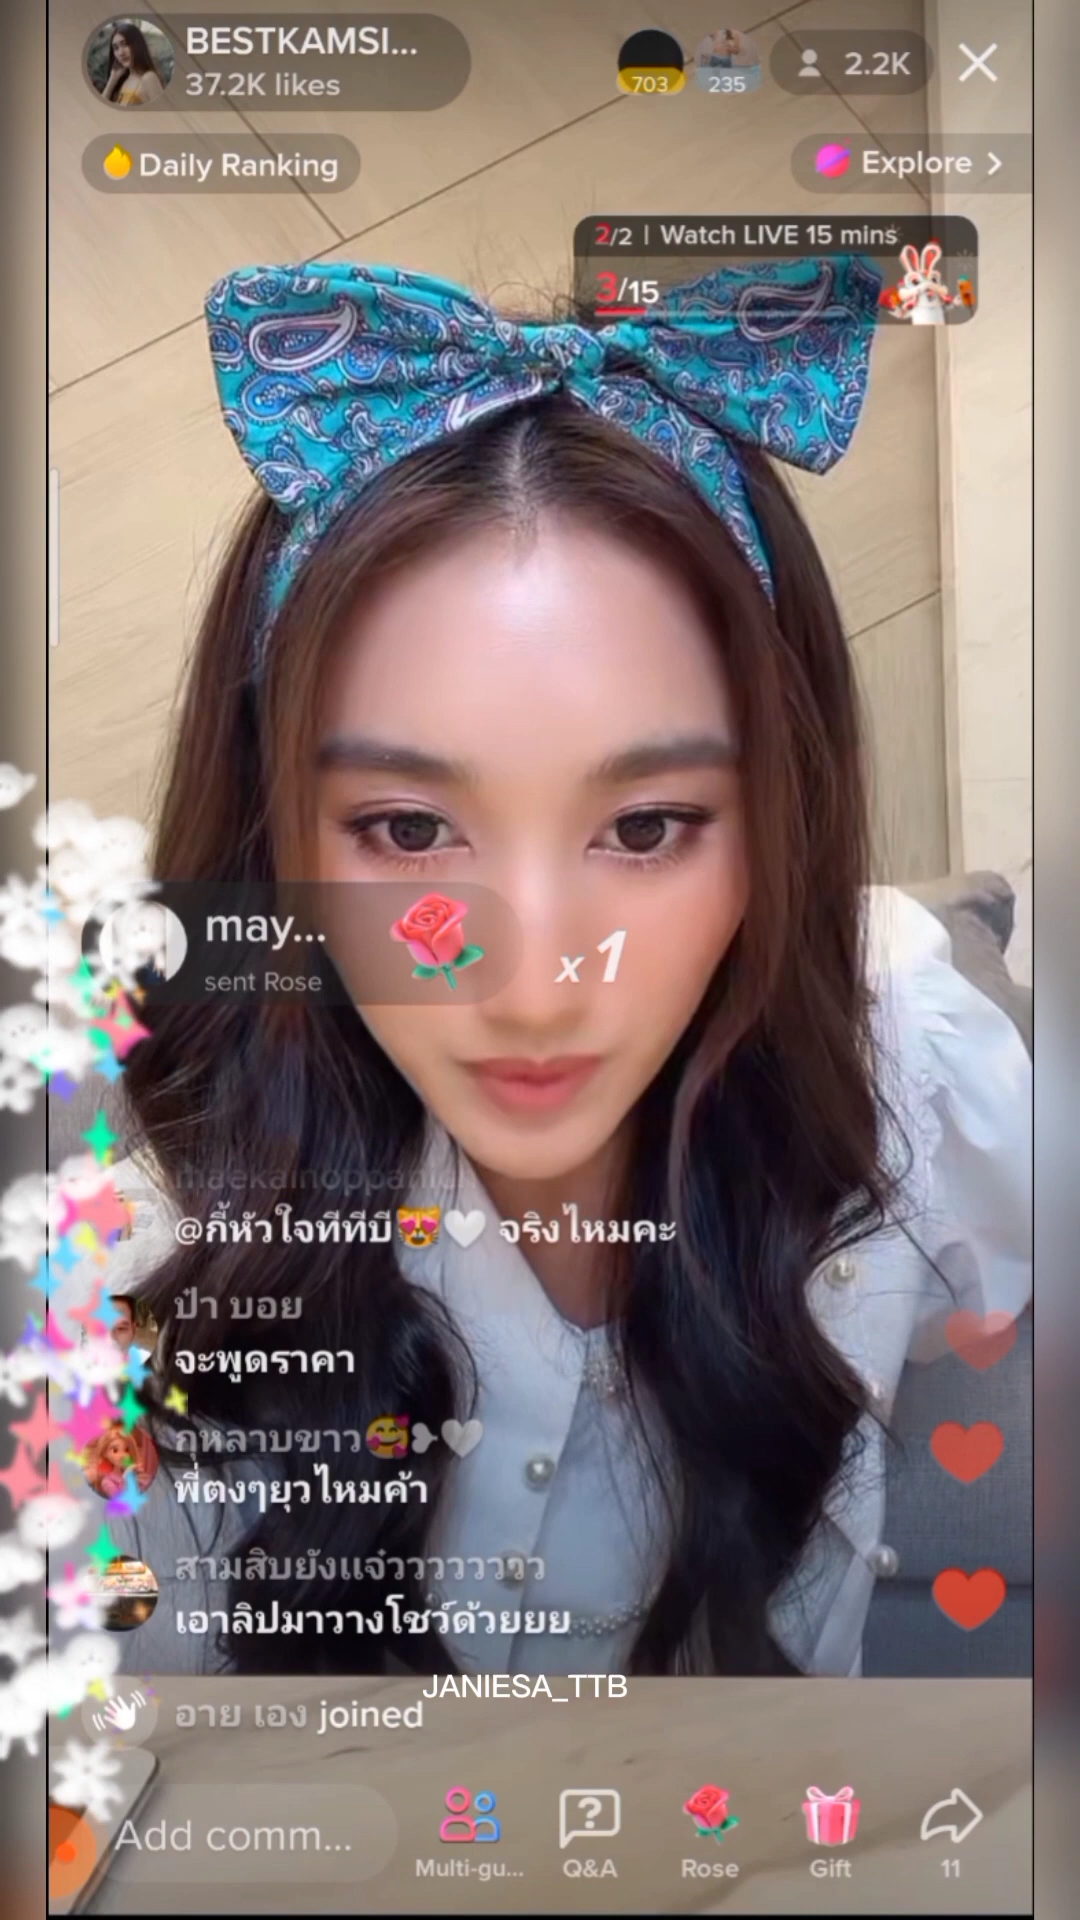 BESTKAMSI...
37.2K likes
703
235
2.2K
Daily Ranking
Explore
2/2 | Watch LIVE 15 mins
3/15
may...
sent Rose
x 1
@กี้หัวใจทีทีบี😻🤍 จริงไหมคะ
ป๋า บอย
จะพูดราคา
กุหลาบขาว🥰❥🤍
พี่ตงๆยุวไหมค้า
สามสิบยังแจ๋วววววววว
เอาลิปมาวางโชว์ด้วยยย
JANIESA_TTB
อาย เอง joined
Add comm...
Multi-gu...
Q&A
Rose
Gift
11